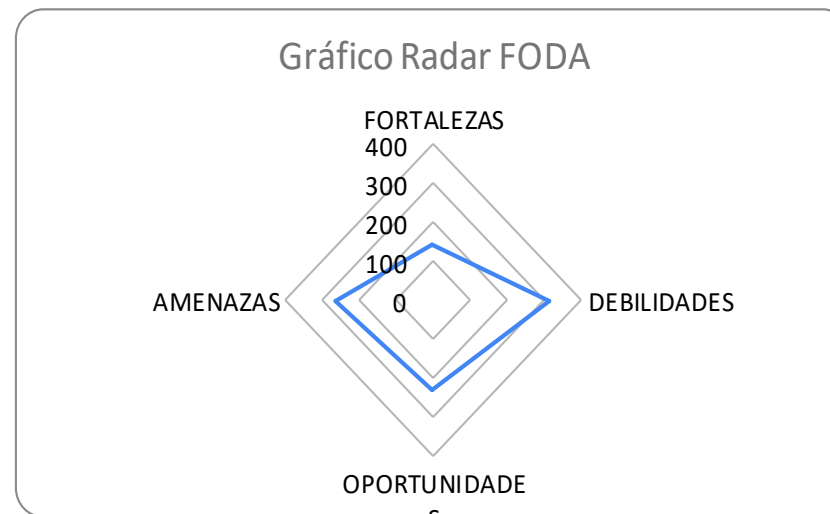 Gráfico Radar FODA
FORTALEZAS
400
300
200
100
0
AMENAZAS
DEBILIDADES
OPORTUNIDADE
S